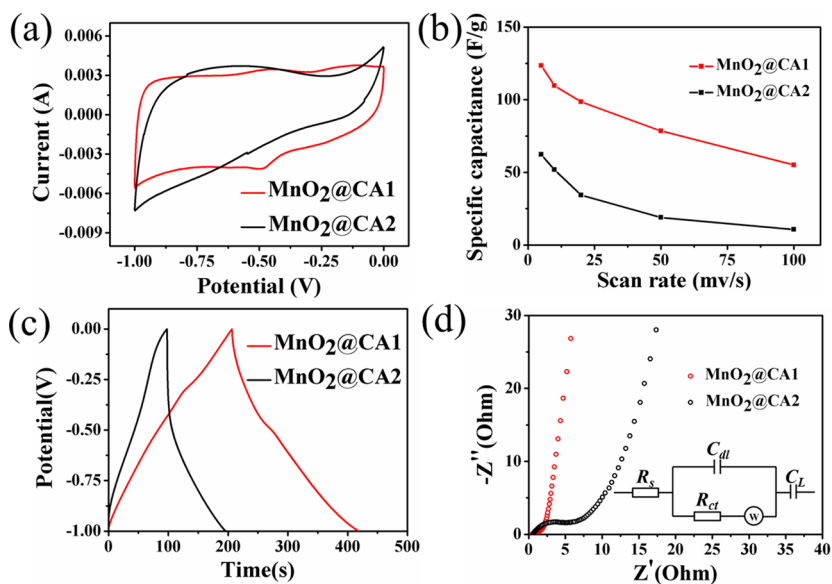 (a)
0.006
0.003
0.000
-0.003
-0.006
-0.009
Current (A)
MnO2@CA1
MnO2@CA2
-1.00
-0.75
-0.50
-0.25
0.00
Potential (V)
(b)
150
125
100
75
50
25
0
Specific capacitance (F/g)
MnO2@CA1
MnO2@CA2
0
25
50
75
100
Scan rate (mv/s)
(c)
0.00
-0.25
-0.50
-0.75
-1.00
Potential(V)
MnO2@CA1
MnO2@CA2
0
100
200
300
400
500
Time(s)
(d)
30
20
10
0
-Z''(Ohm)
MnO2@CA1
MnO2@CA2
Cdl
Rs
CL
Rct
W
0
5
10
15
20
25
30
35
40
Z'(Ohm)